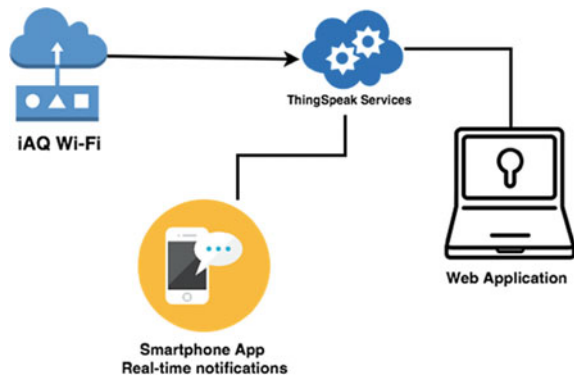 ThingSpeak Services
iAQ Wi-Fi
Web Application
Smartphone App
Real-time notifications